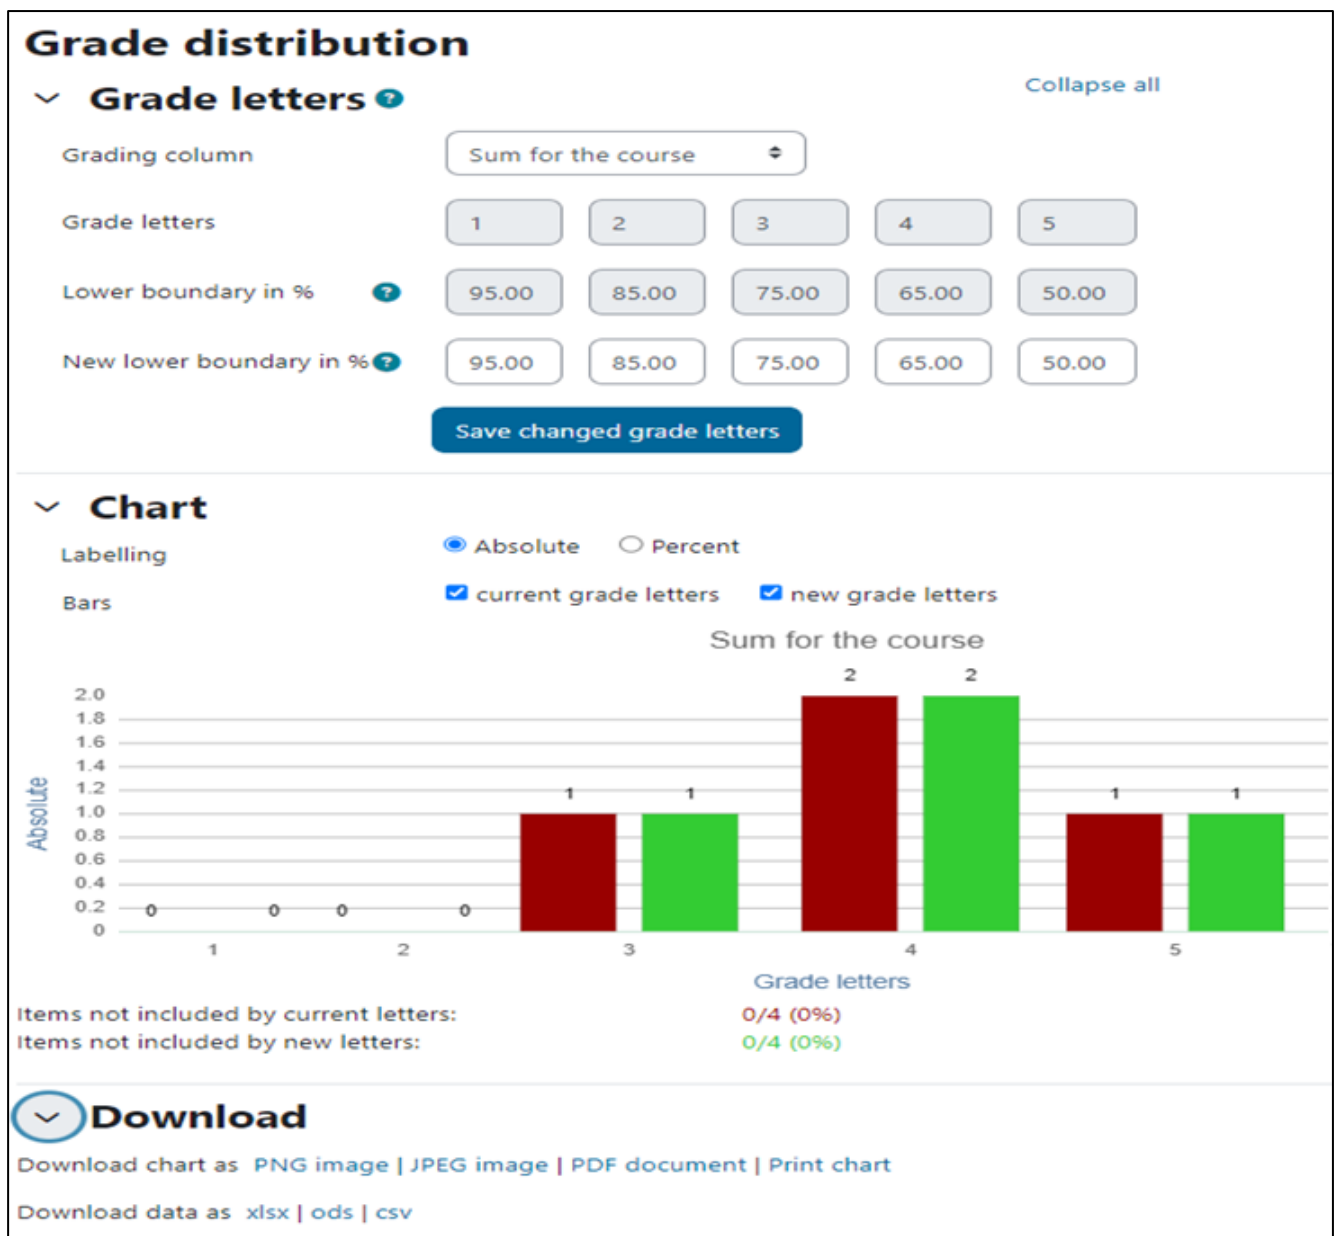 Grade distribution
Collapse all
Grade letters ?
Grading column Sum for the course
Grade letters 1 2 3 4 5
Lower boundary in % ? 95.00 85.00 75.00 65.00 50.00
New lower boundary in % ? 95.00 85.00 75.00 65.00 50.00
Save changed grade letters
Chart
Labelling Absolute Percent
Bars current grade letters new grade letters
Sum for the course
2 2
2.0
1.8
1.6
1.4
1.2 1 1 1 1
1.0
0.8
0.6
0.4
0.2 0 0 0 0
0
Absolute
1 2 3 4 5
Grade letters
Items not included by current letters: 0/4 (0%)
Items not included by new letters: 0/4 (0%)
Download
Download chart as PNG image | JPEG image | PDF document | Print chart
Download data as xlsx | ods | csv